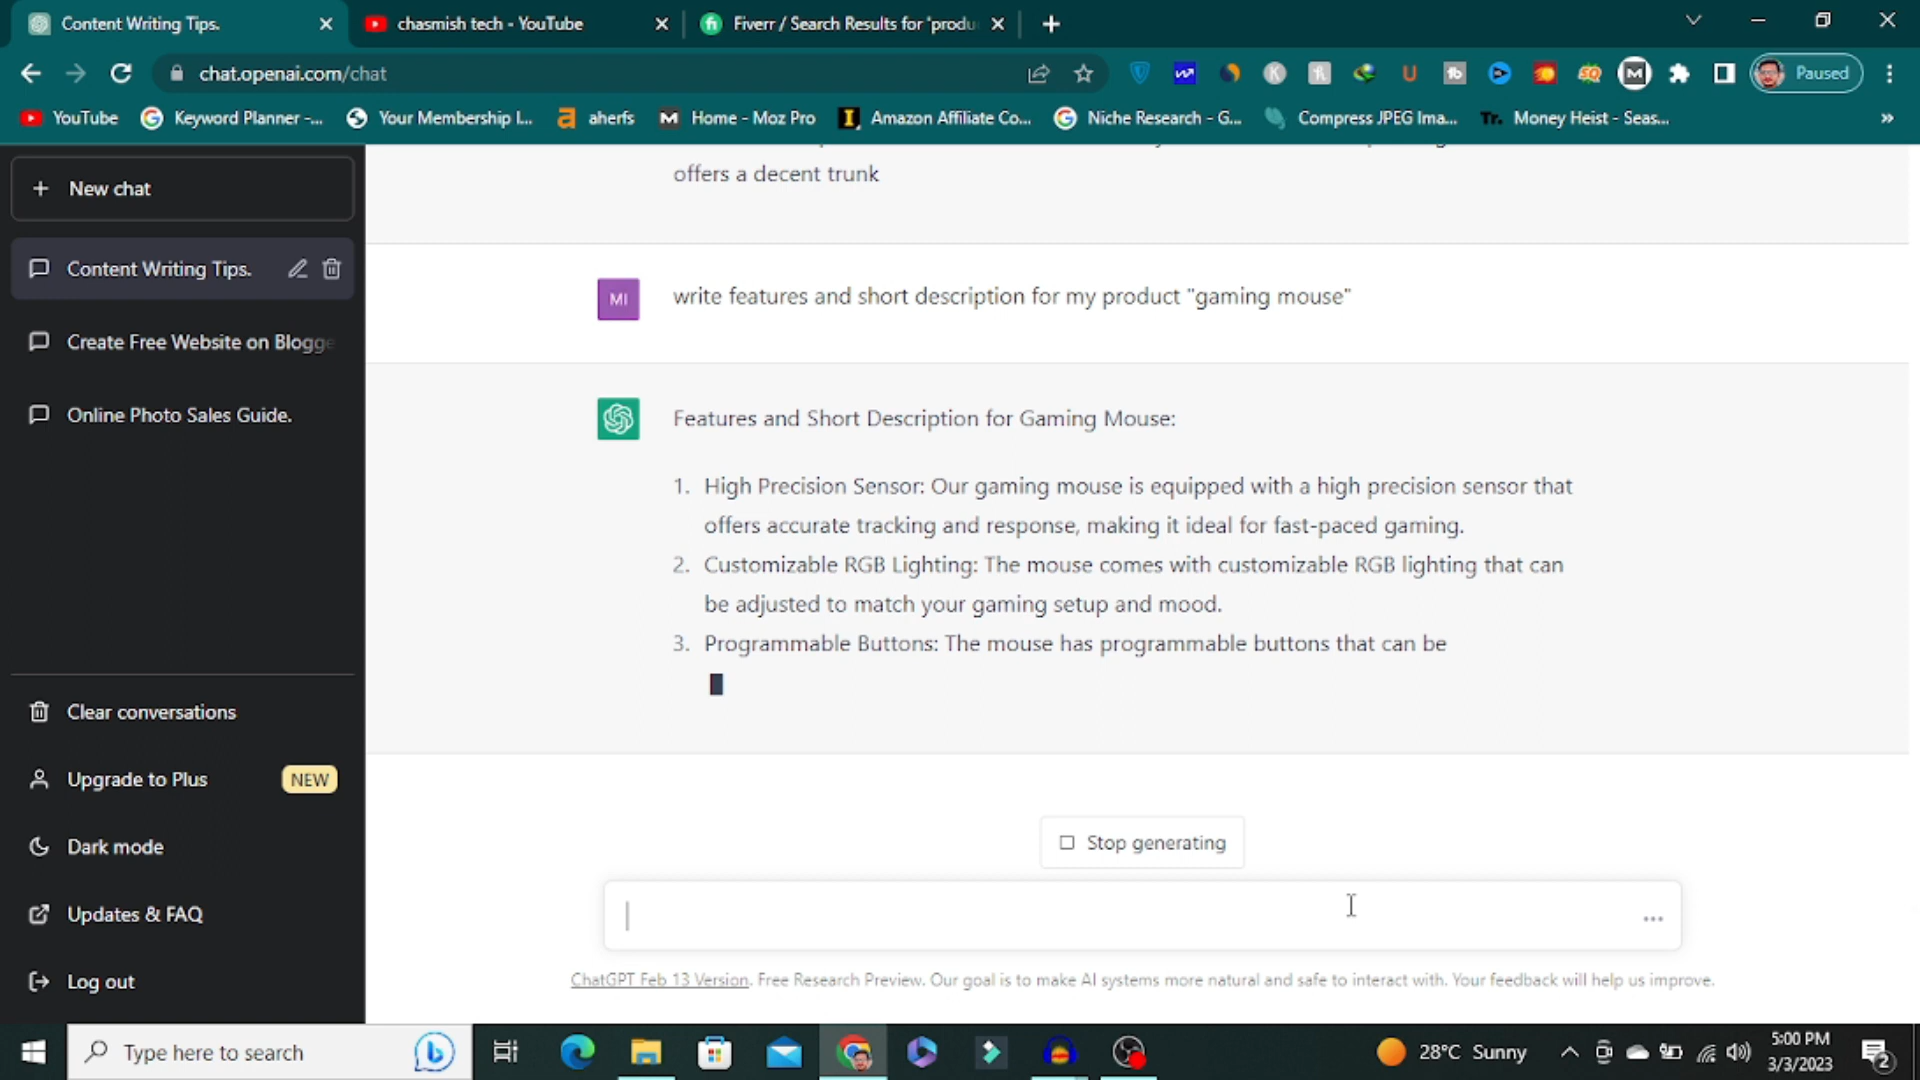 Content Writing Tips.
chasmish tech - YouTube
Fiverr / Search Results for 'produ
chat.openai.com/chat
Paused
YouTube
Keyword Planner -...
Your Membership I...
aherfs
Home - Moz Pro
Amazon Affiliate Co...
Niche Research - G...
Compress JPEG Ima...
Money Heist - Seas...
New chat
Content Writing Tips.
Create Free Website on Blogge
Online Photo Sales Guide.
Clear conversations
Upgrade to Plus
NEW
Dark mode
Updates & FAQ
Log out
offers a decent trunk
MI
write features and short description for my product "gaming mouse"
Features and Short Description for Gaming Mouse:
1. High Precision Sensor: Our gaming mouse is equipped with a high precision sensor that
offers accurate tracking and response, making it ideal for fast-paced gaming.
2. Customizable RGB Lighting: The mouse comes with customizable RGB lighting that can
be adjusted to match your gaming setup and mood.
3. Programmable Buttons: The mouse has programmable buttons that can be
Stop generating
ChatGPT Feb 13 Version. Free Research Preview. Our goal is to make AI systems more natural and safe to interact with. Your feedback will help us improve.
Type here to search
28°C Sunny
5:00 PM
3/3/2023
2